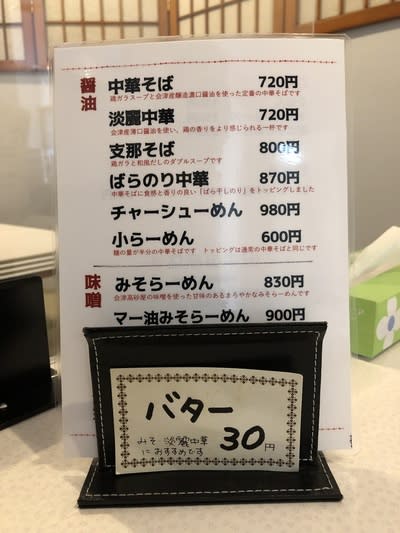 醤油
中華そば 720円
鶏ガラスープと会津産醸造濃口醤油を使った定番の中華そばです
淡麗中華 720円
会津産薄口醤油を使い、鶏の香りをより感じられる一杯です
支那そば 800円
鶏ガラと和風だしのダブルスープです
ばらのり中華 870円
中華そばに食感と香りの良い「ばら干しのり」をトッピングしました
チャーシューめん 980円
小らーめん 600円
麺の量が半分の中華そばです トッピングは通常の中華そばと同じです
味噌
みそらーめん 830円
会津高砂屋の味噌を使った甘味のあるまろやかなみそらーめんです
マー油みそらーめん 900円
バター
みそ 淡麗中華
におすすめです
30円